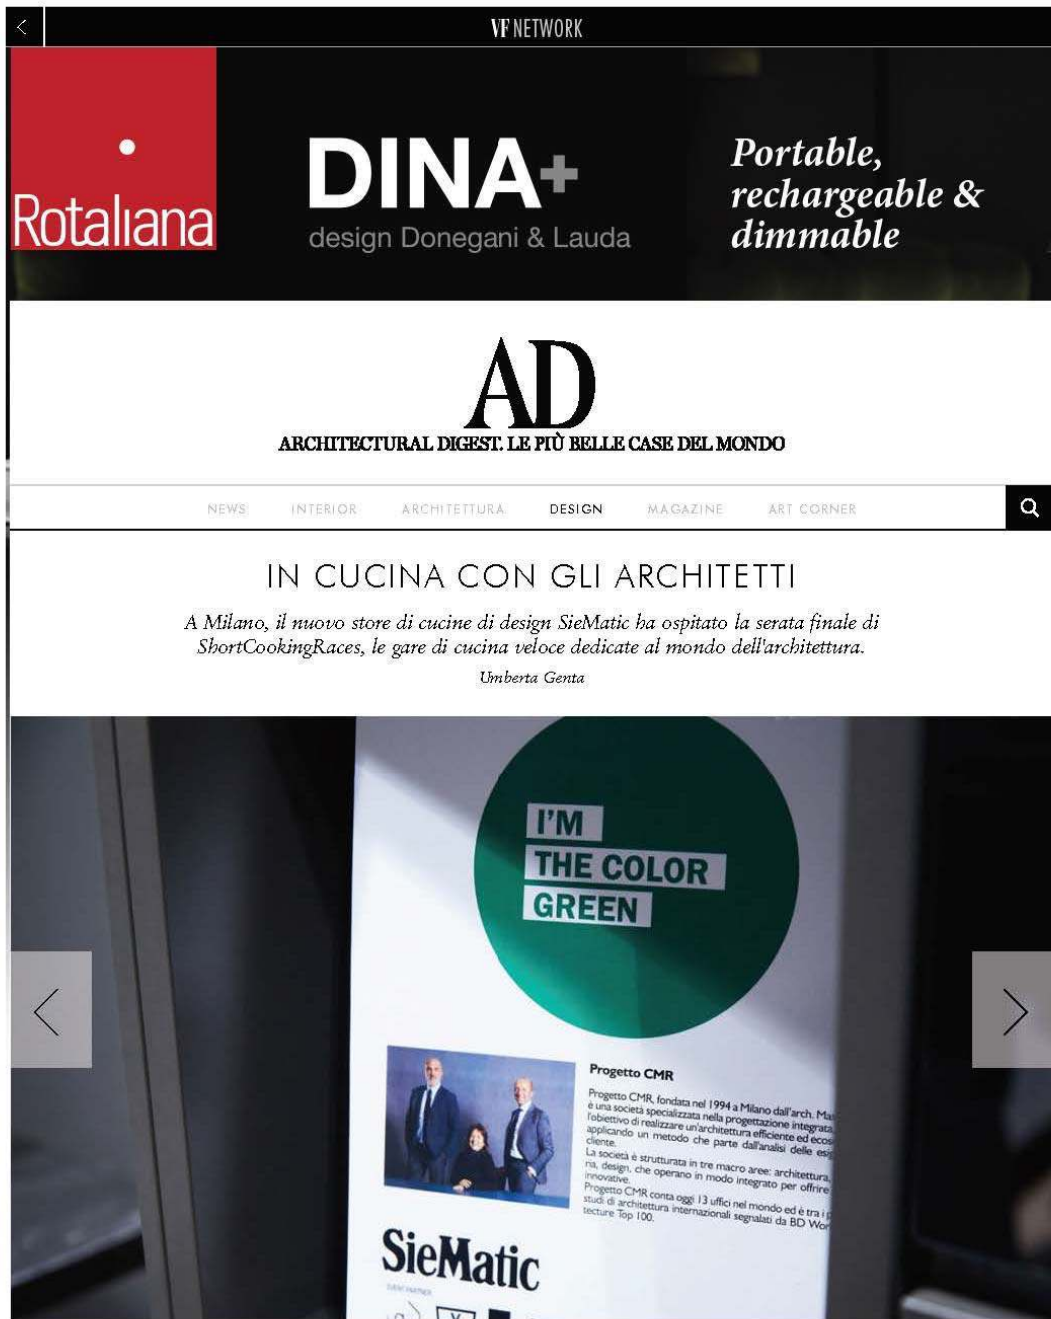 VF NETWORK
Rotaliana
DINA+
design Donegani & Lauda
Portable,
rechargeable &
dimmable
AD
ARCHITECTURAL DIGEST. LE PIÙ BELLE CASE DEL MONDO
NEWS INTERIOR ARCHITETTURA DESIGN MAGAZINE ART CORNER
IN CUCINA CON GLI ARCHITETTI
A Milano, il nuovo store di cucine di design SieMatic ha ospitato la serata finale di
ShortCookingRaces, le gare di cucina veloce dedicate al mondo dell'architettura.
Umberta Genta
I'M
THE COLOR
GREEN
Progetto CMR
Progetto CMR, fondata nel 1994 a Milano dall'arch. Mas
è una società specializzata nella progettazione integrata,
l'obiettivo di realizzare un'architettura efficiente ed ecos
applicando un metodo che parte dall'analisi delle esig
cliente.
La società è strutturata in tre macro aree: architettura,
ria, design, che operano in modo integrato per offrire
innovative.
Progetto CMR conta oggi 13 uffici nel mondo ed è tra i p
studi di architettura internazionali segnalati da BD Wor
tecture Top 100.
SieMatic
EVENT PARTNER